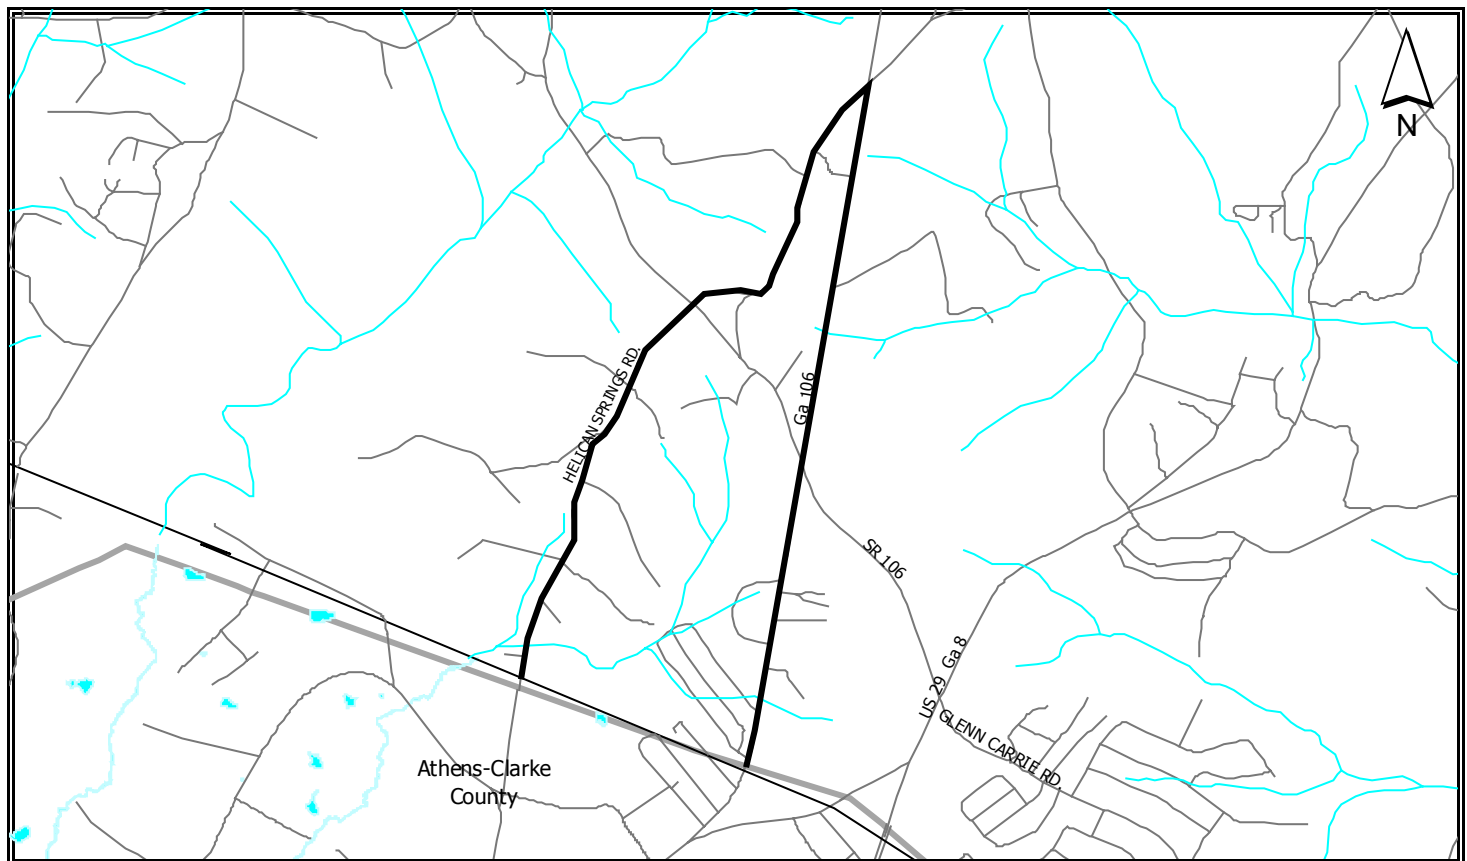 N
HELICAN SPRINGS RD.
Ga 106
SR 106
US 29 Ga 8
GLENN CARRIE RD.
Athens-Clarke
County